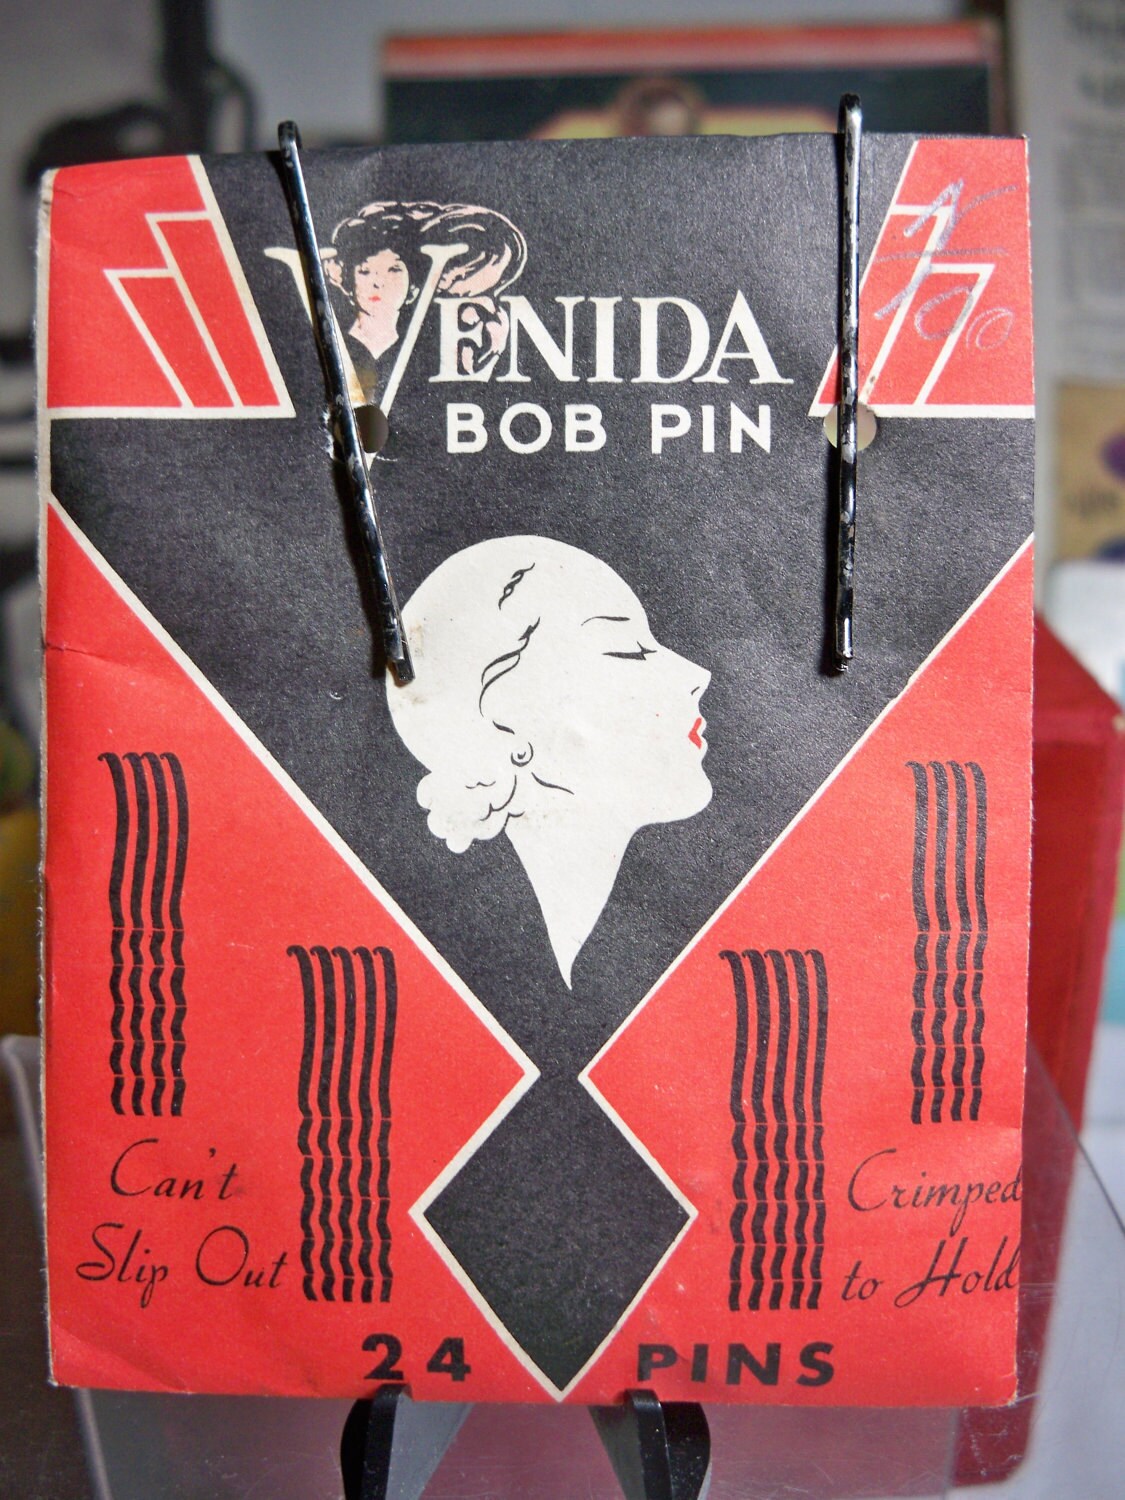 VENIDA
BOB PIN
Can't
Slip Out
Crimped
to Hold
24 PINS